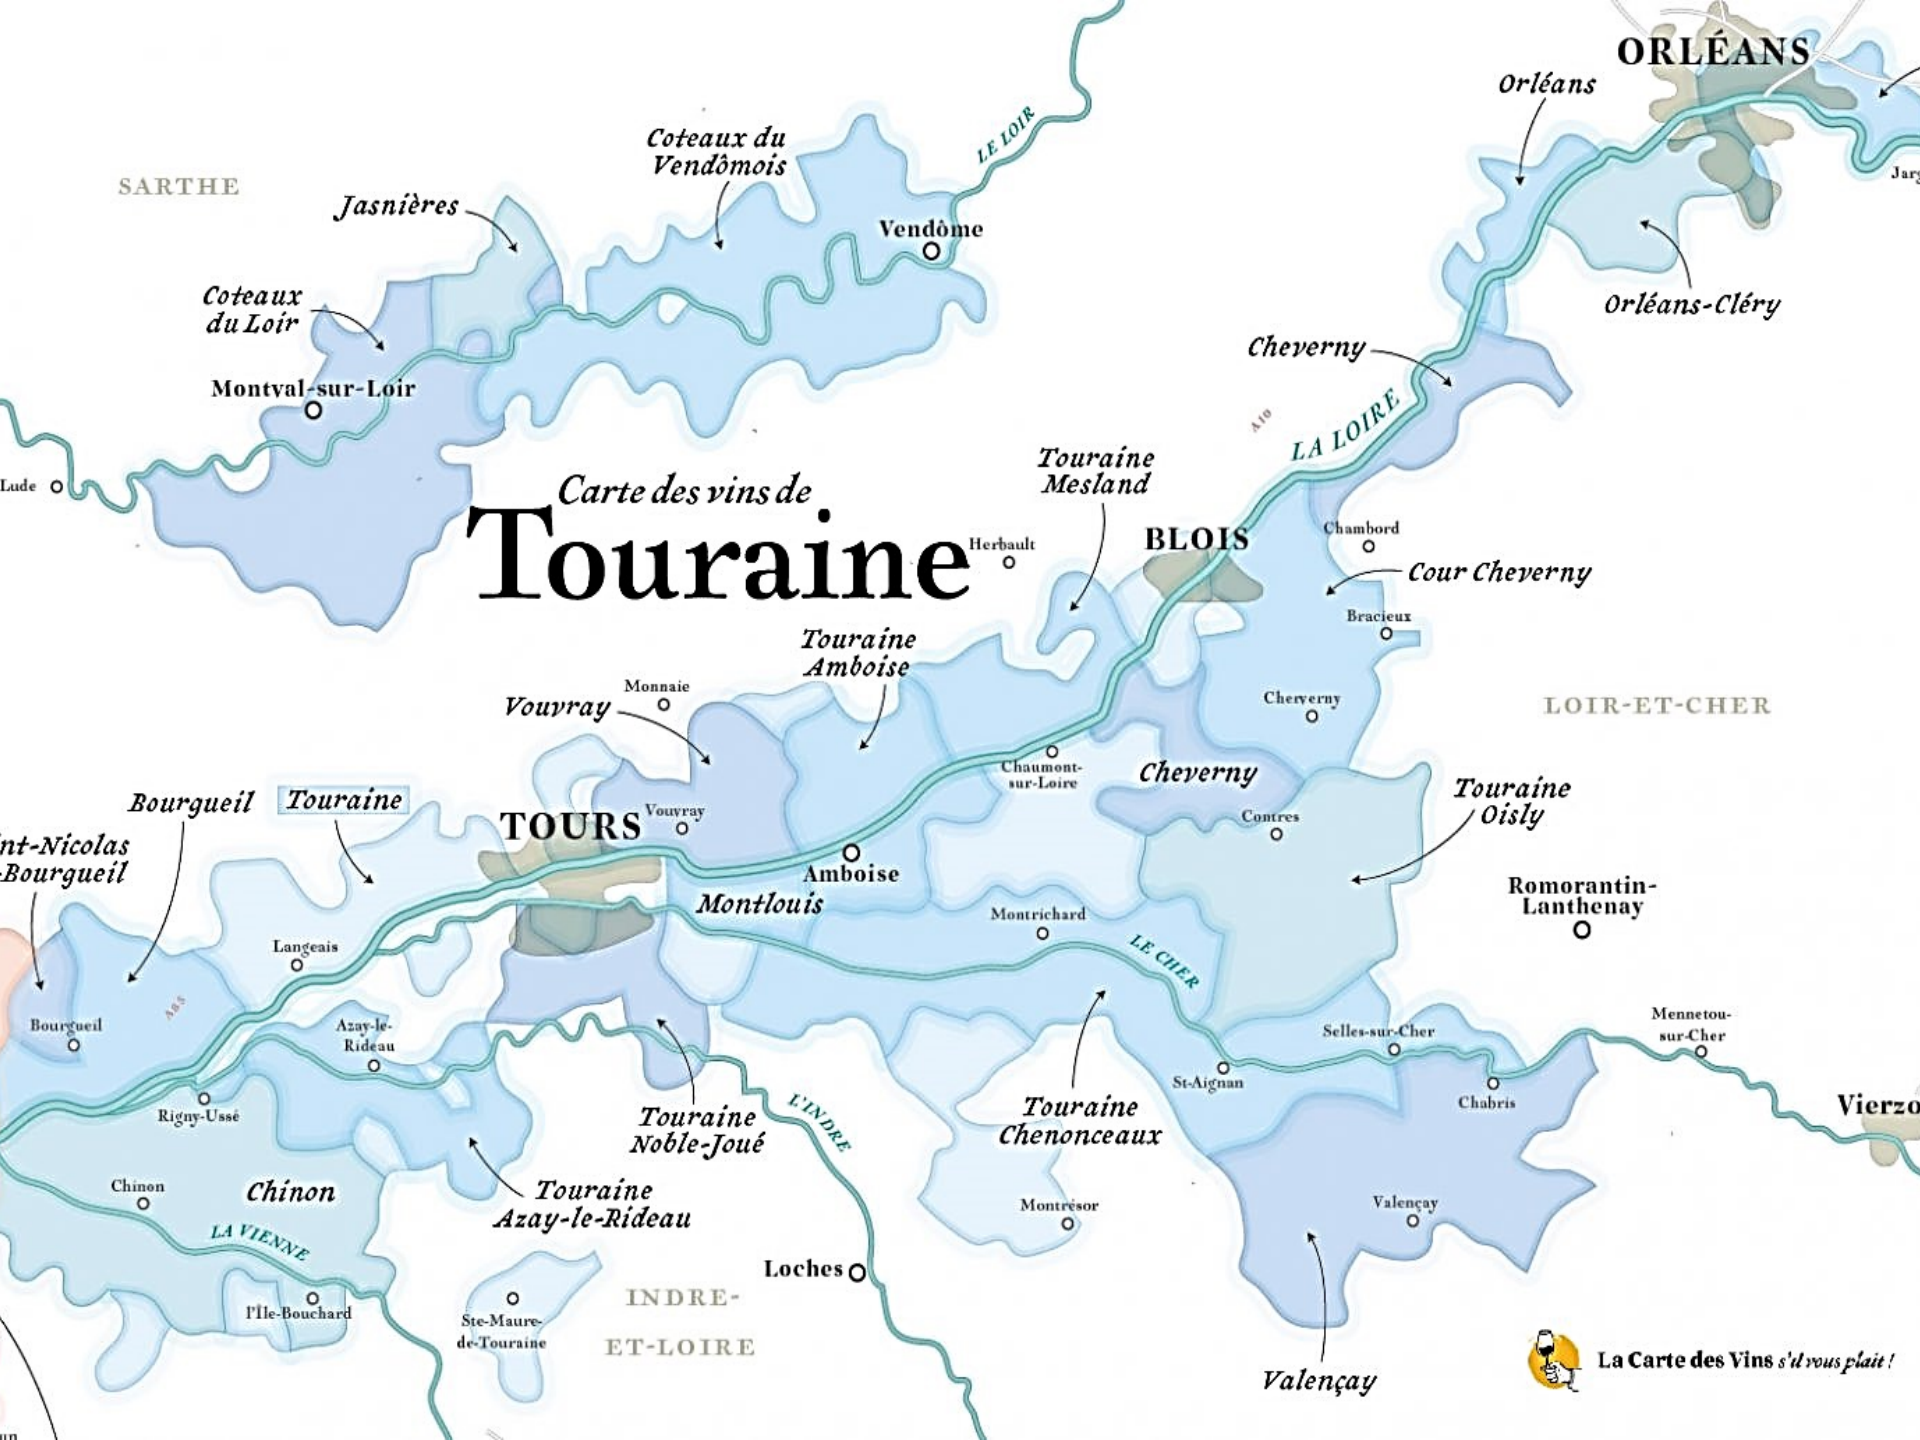 ORLÉANS
Orléans
LE LOIR
Coteaux du
Vendômois
SARTHE
Jasnières
Vendôme
Coteaux
du Loir
Orléans-Cléry
Cheverny
Montval-sur-Loir
LA LOIRE
A10
Touraine
Mesland
Lude
Carte des vins de
Touraine
Herbault
BLOIS
Chambord
Cour Cheverny
Bracieux
Touraine
Amboise
Monnaie
Vouvray
Cherverny
LOIR-ET-CHER
Chaumont-
sur-Loire
Cheverny
Touraine
Oisly
Bourgueil
Touraine
TOURS
Vouvray
Contres
nt-Nicolas
-Bourgueil
Amboise
Montlouis
Romorantin-
Lanthenay
Montrichard
Langeais
LE CHER
A85
Bourgueil
Azay-le-
Rideau
Selles-sur-Cher
Mennetou-
sur-Cher
St-Aignan
Chabris
Rigny-Ussé
Touraine
Noble-Joué
L'INDRE
Touraine
Chenonceaux
Vierzo
Chinon
Chinon
Touraine
Azay-le-Rideau
Montrésor
Valençay
LA VIENNE
Loches
INDRE-
ET-LOIRE
l'Île-Bouchard
Ste-Maure-
de-Touraine
Valençay
La Carte des Vins s'il vous plait !